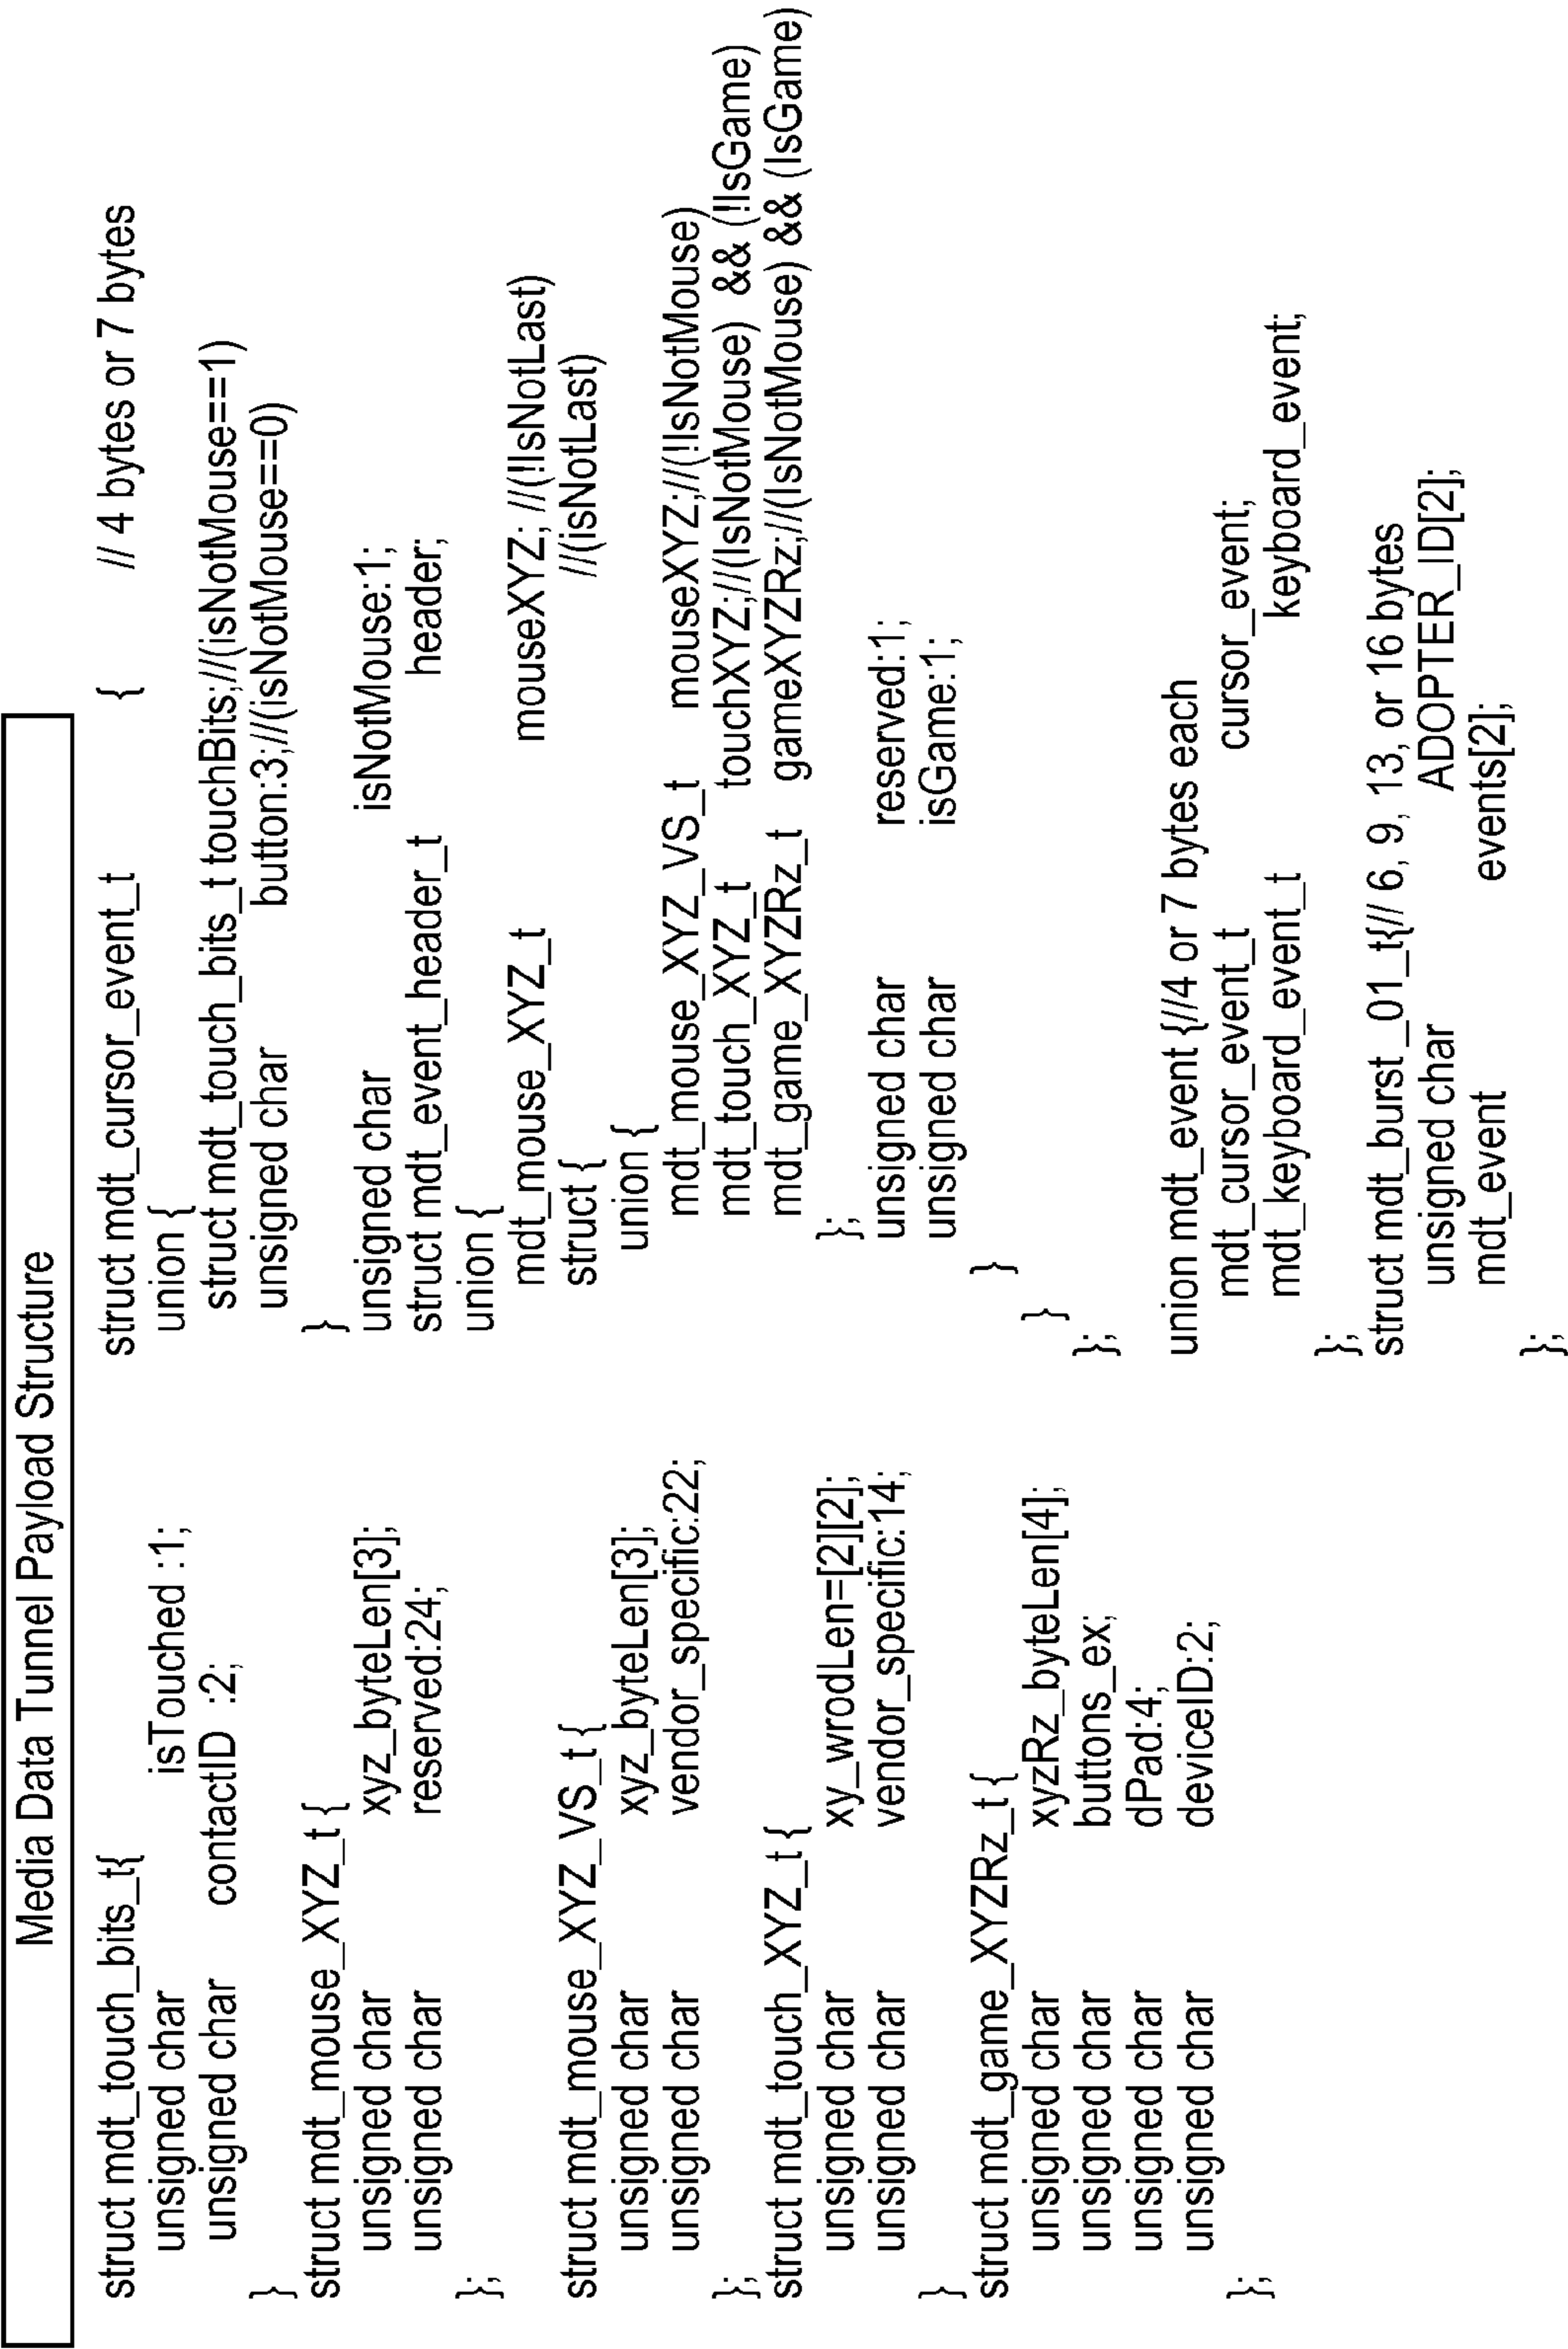 Media Data Tunnel Payload Structure
struct mdt_touch_bits_t{
unsigned char isTouched :1;
unsigned char contactID :2;
}
struct mdt_mouse_XYZ_t {
unsigned char xyz_byteLen[3];
unsigned char reserved:24;
};
struct mdt_mouse_XYZ_VS_t {
unsigned char xyz_byteLen[3];
unsigned char vendor_specific:22;
};
struct mdt_touch_XYZ_t {
unsigned char xy_wrodLen=[2][2];
unsigned char vendor_specific:14;
}
struct mdt_game_XYZRz_t {
unsigned char xyzRz_byteLen[4];
unsigned char buttons_ex;
unsigned char dPad:4;
unsigned char deviceID:2;
};
struct mdt_cursor_event_t { // 4 bytes or 7 bytes
union {
struct mdt_touch_bits_t touchBits;//(isNotMouse==1)
unsigned char button:3;//(isNotMouse==0)
}
unsigned char isNotMouse:1;
struct mdt_event_header_t header;
union {
mdt_mouse_XYZ_t mouseXYZ; //(!IsNotLast)
struct { //(isNotLast)
union {
mdt_mouse_XYZ_VS_t mouseXYZ;//(!IsNotMouse)
mdt_touch_XYZ_t touchXYZ;//(IsNotMouse) && (!IsGame)
mdt_game_XYZRz_t gameXYZRz;//(IsNotMouse) && (IsGame)
};
unsigned char reserved:1;
unsigned char isGame:1;
}
}
};
union mdt_event {//4 or 7 bytes each
mdt_cursor_event_t cursor_event;
mdt_keyboard_event_t keyboard_event;
};
struct mdt_burst_01_t{// 6, 9, 13, or 16 bytes
unsigned char ADOPTER_ID[2];
mdt_event events[2];
};